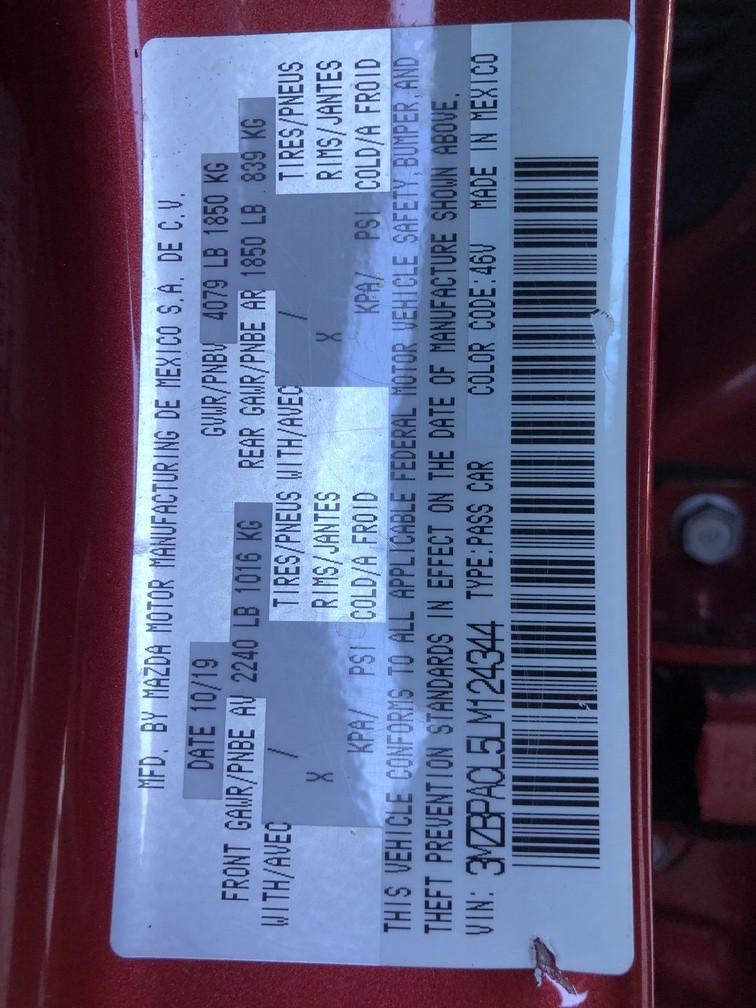 MFD. BY MAZDA MOTOR MANUFACTURING DE MEXICO S.A. DE C.V.
DATE 10/19 GVWR/PNBV 4079 LB 1850 KG
FRONT GAWR/PNBE AV 2240 LB 1016 KG REAR GAWR/PNBE AR 1850 LB 839 KG
WITH/AVEC / TIRES/PNEUS WITH/AVEC / TIRES/PNEUS
X RIMS/JANTES X RIMS/JANTES
KPA/ PSI COLD/A FROID KPA/ PSI COLD/A FROID
THIS VEHICLE CONFORMS TO ALL APPLICABLE FEDERAL MOTOR VEHICLE SAFETY, BUMPER, AND
THEFT PREVENTION STANDARDS IN EFFECT ON THE DATE OF MANUFACTURE SHOWN ABOVE.
VIN: 3MZBPACL5LM124344 TYPE:PASS CAR COLOR CODE:46V MADE IN MEXICO